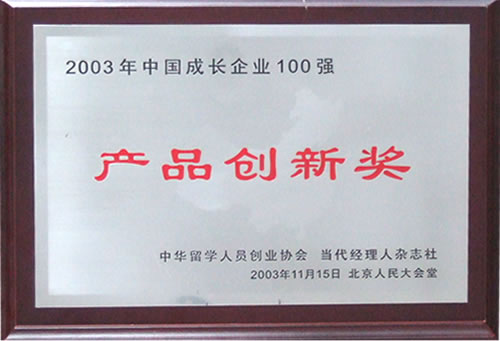 2003年中国成长企业100强
产品创新奖
中华留学人员创业协会 当代经理人杂志社
2003年11月15日 北京人民大会堂